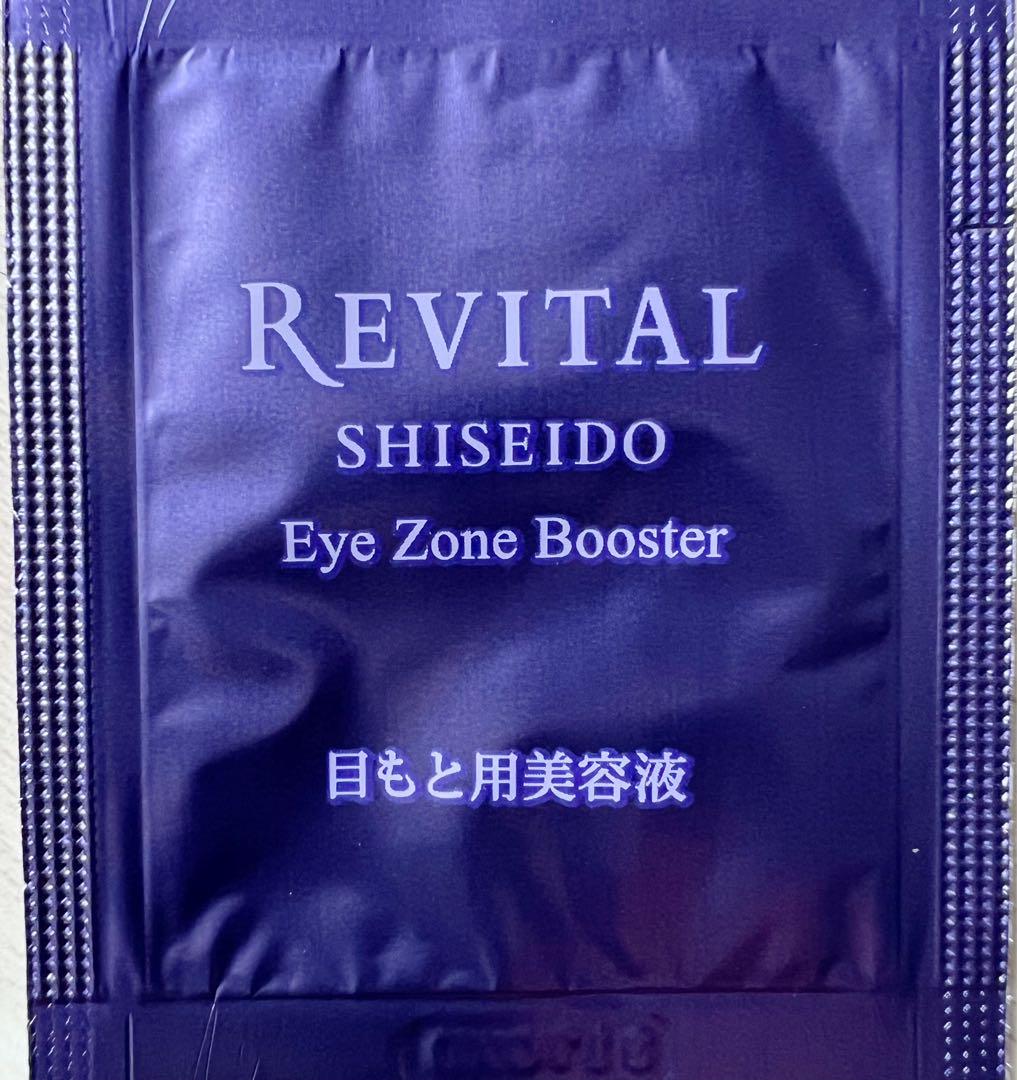 REVITAL
SHISEIDO
Eye Zone Booster
目もと用美容液